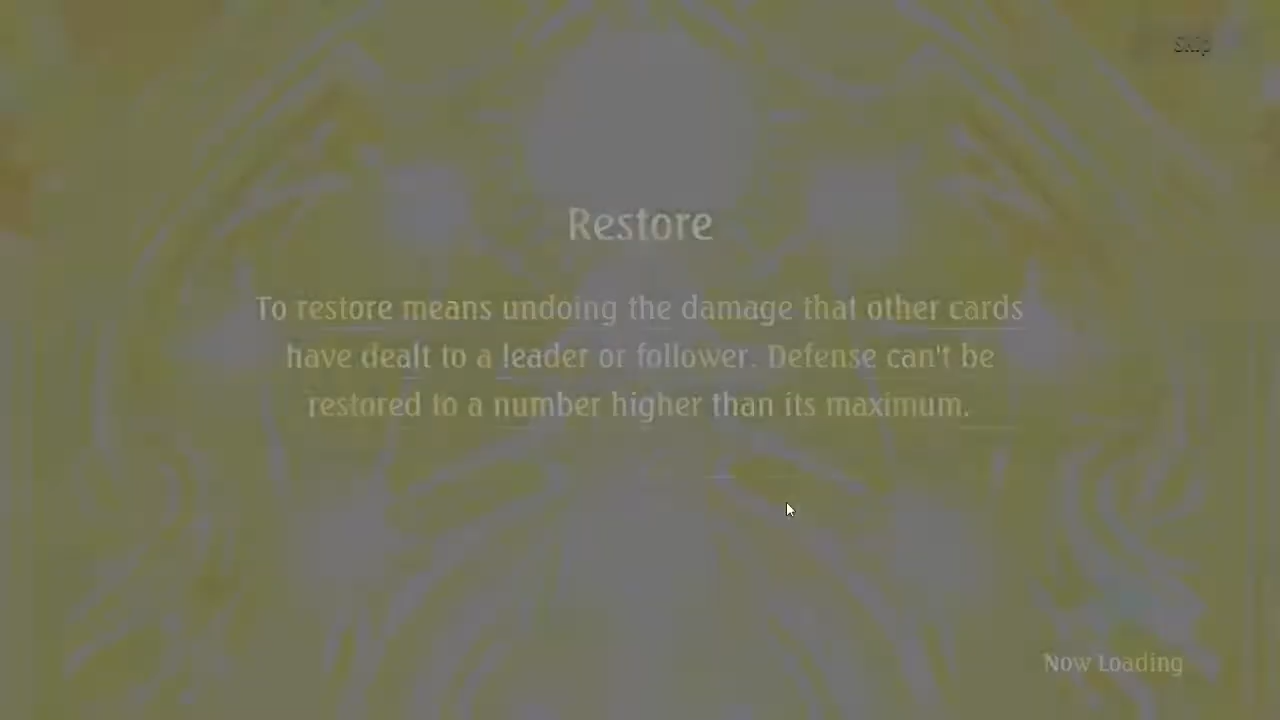 Skip
Restore
To restore means undoing the damage that other cards
have dealt to a leader or follower. Defense can't be
restored to a number higher than its maximum.
Now Loading